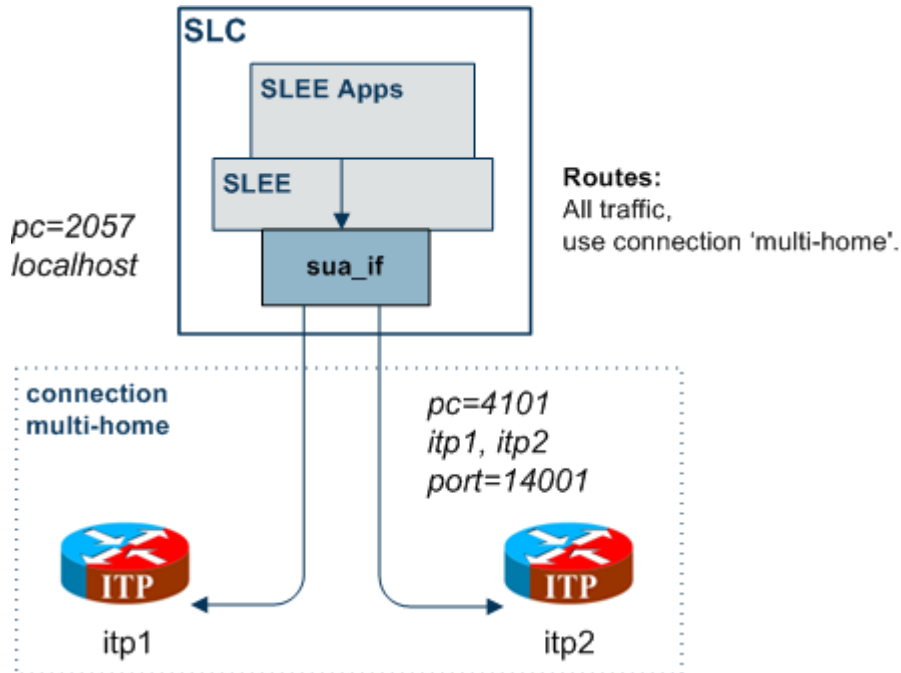 SLC
SLEE Apps
SLEE
sua_if
pc=2057
localhost
Routes:
All traffic,
use connection ‘multi-home'.
connection
multi-home
pc=4101
itp1, itp2
port=14001
ITP
itp1
ITP
itp2